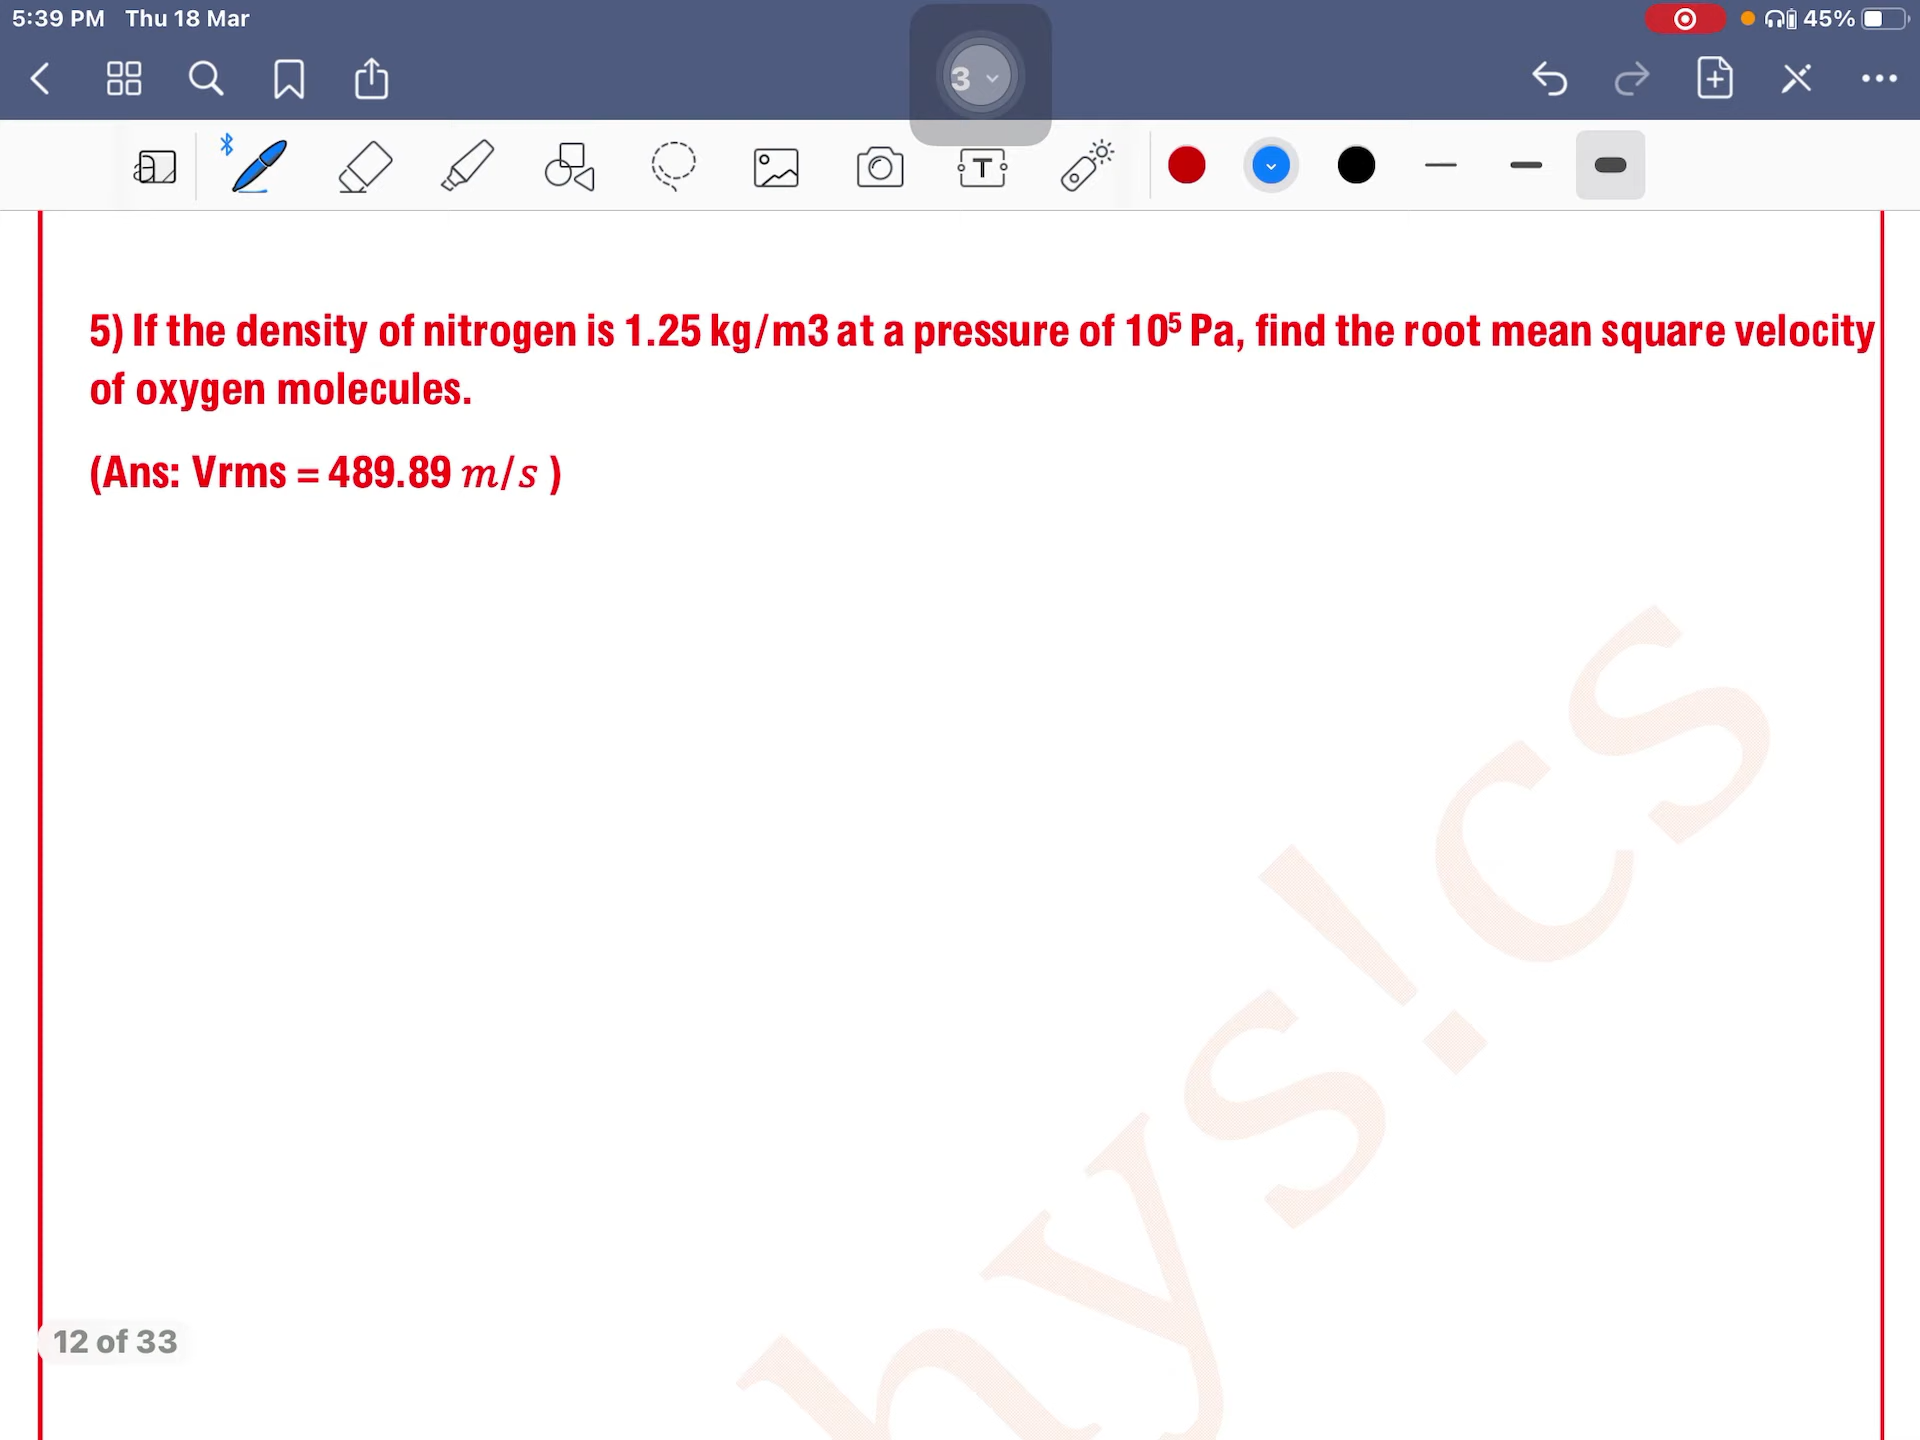 5:39 PM Thu 18 Mar
45%
3
a
T
5) If the density of nitrogen is 1.25 kg/m3 at a pressure of 10⁵ Pa, find the root mean square velocity
of oxygen molecules.
(Ans: Vrms = 489.89 m/s )
hys!cs
12 of 33